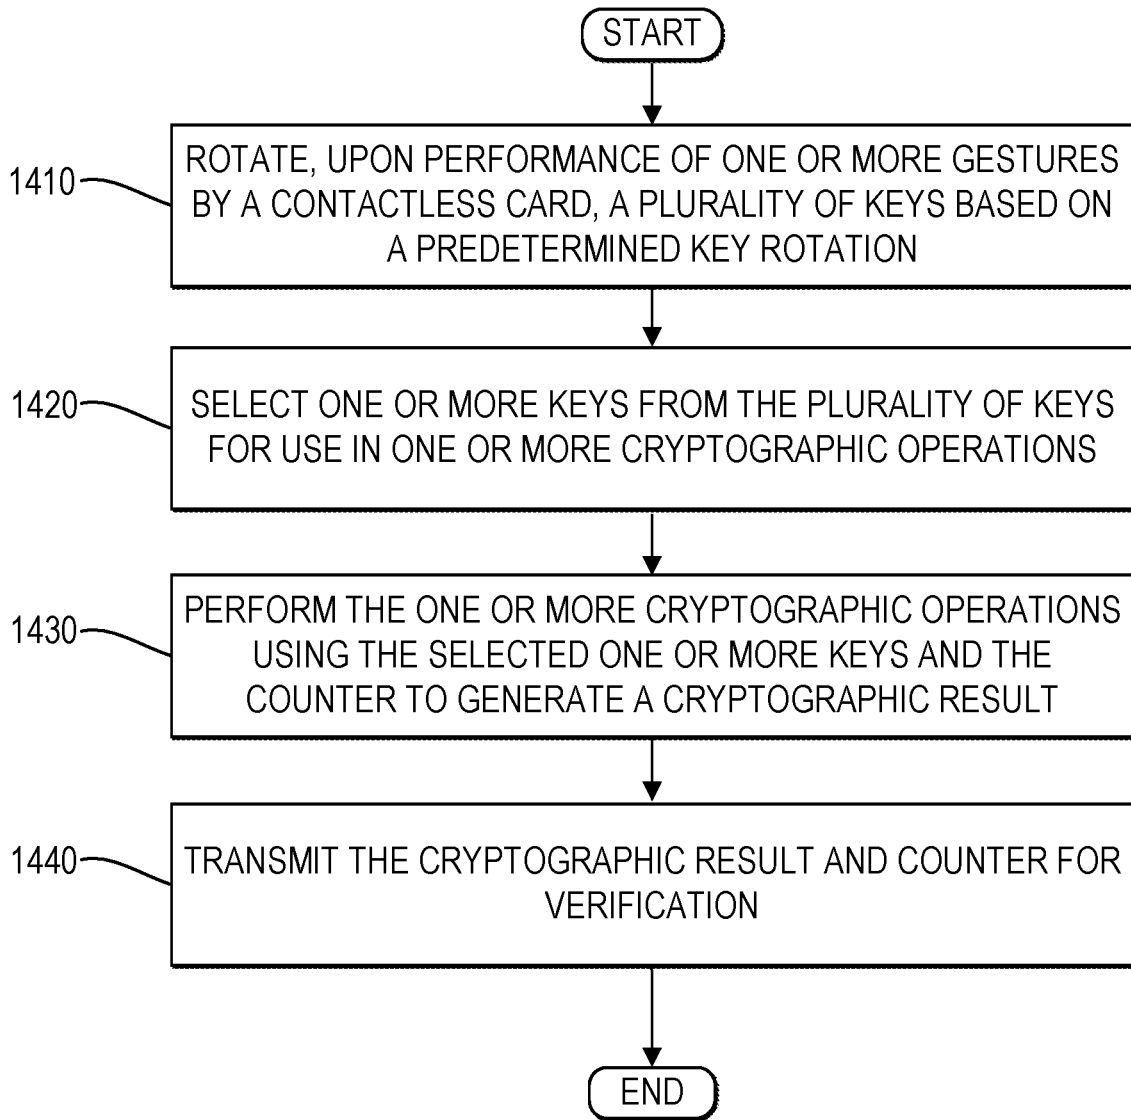 START
1410
ROTATE, UPON PERFORMANCE OF ONE OR MORE GESTURES
BY A CONTACTLESS CARD, A PLURALITY OF KEYS BASED ON
A PREDETERMINED KEY ROTATION
1420
SELECT ONE OR MORE KEYS FROM THE PLURALITY OF KEYS
FOR USE IN ONE OR MORE CRYPTOGRAPHIC OPERATIONS
1430
PERFORM THE ONE OR MORE CRYPTOGRAPHIC OPERATIONS
USING THE SELECTED ONE OR MORE KEYS AND THE
COUNTER TO GENERATE A CRYPTOGRAPHIC RESULT
1440
TRANSMIT THE CRYPTOGRAPHIC RESULT AND COUNTER FOR
VERIFICATION
END